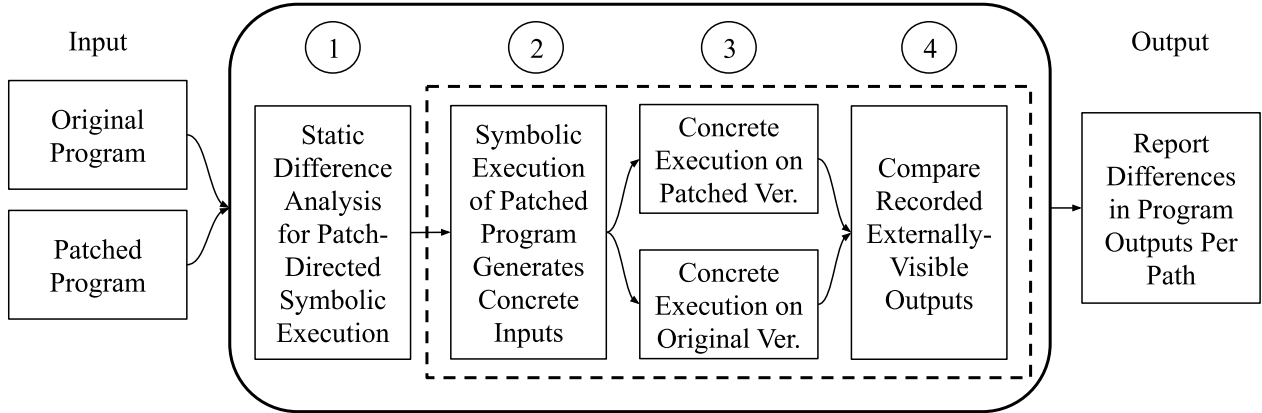 Input
Original
Program
Patched
Program
1
Static
Difference
Analysis
for Patch-
Directed
Symbolic
Execution
2
Symbolic
Execution
of Patched
Program
Generates
Concrete
Inputs
3
Concrete
Execution on
Patched Ver.
Concrete
Execution on
Original Ver.
4
Compare
Recorded
Externally-
Visible
Outputs
Output
Report
Differences
in Program
Outputs Per
Path